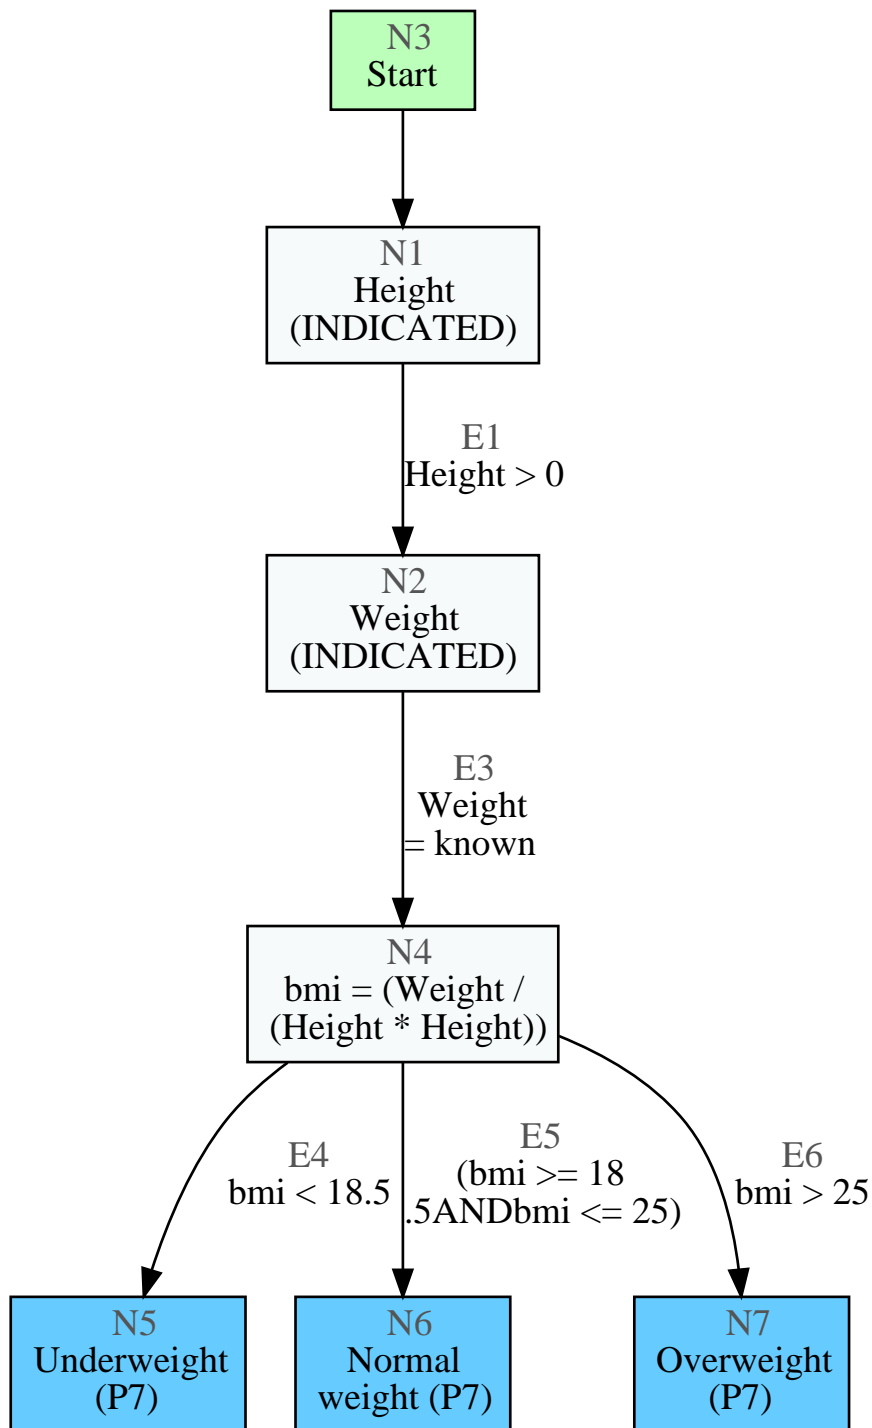 N3
Start
N1
Height
(INDICATED)
E1
Height > 0
N2
Weight
(INDICATED)
E3
Weight
= known
N4
bmi = (Weight /
(Height * Height))
E4
bmi < 18.5
E5
(bmi >= 18
.5ANDbmi <= 25)
E6
bmi > 25
N5
Underweight
(P7)
N6
Normal
weight (P7)
N7
Overweight
(P7)